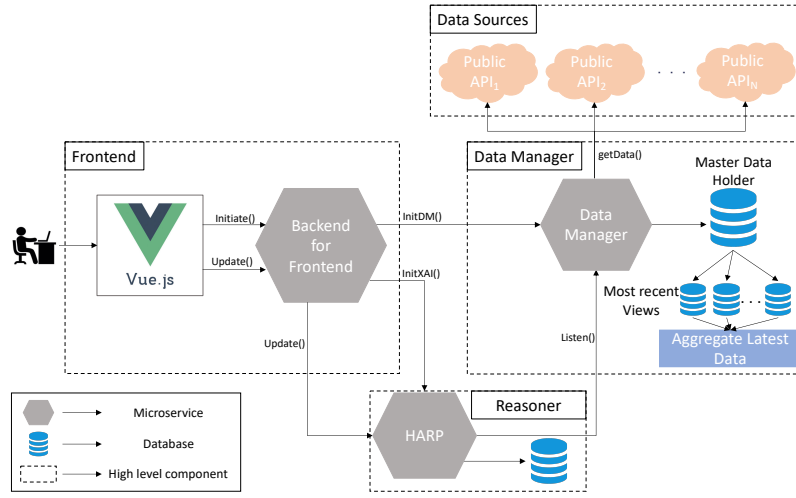 Data Sources
Public
API1
Public
API2
. . .
Public
APIN
Frontend
Data Manager
getData()
Master Data
Holder
Initiate()
Backend
for
Frontend
InitDM()
Data
Manager
Vue.js
Update()
InitXAI()
Most recent
Views
. . .
Update()
Listen()
Aggregate Latest
Data
Reasoner
HARP
Microservice
Database
High level component